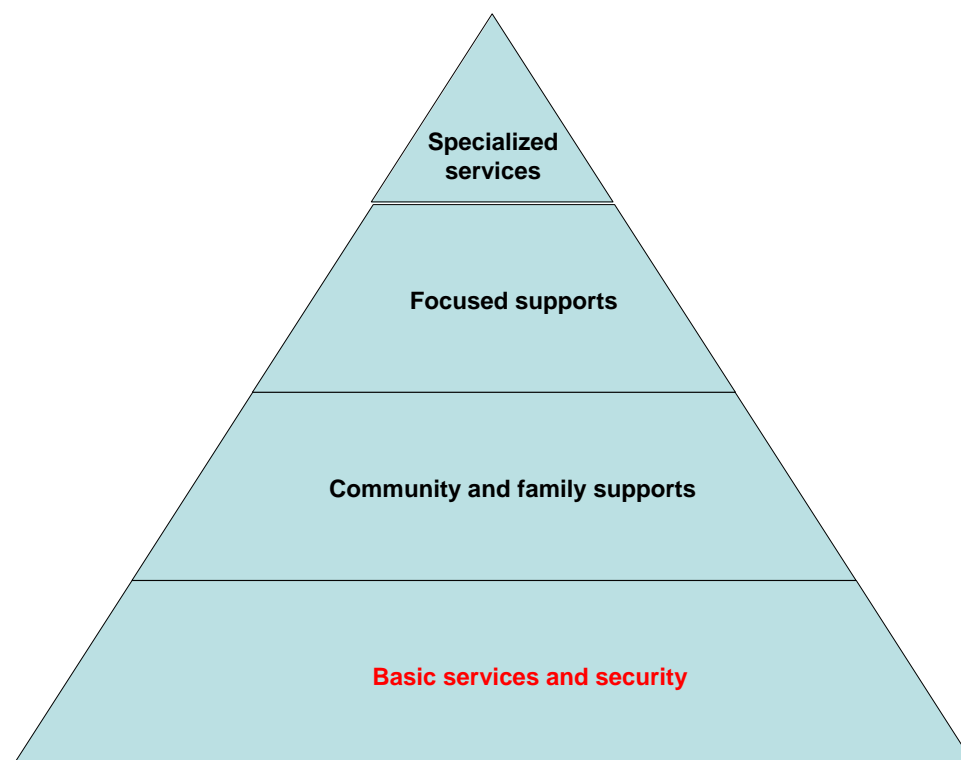 Specialized
services
Focused supports
Community and family supports
Basic services and security